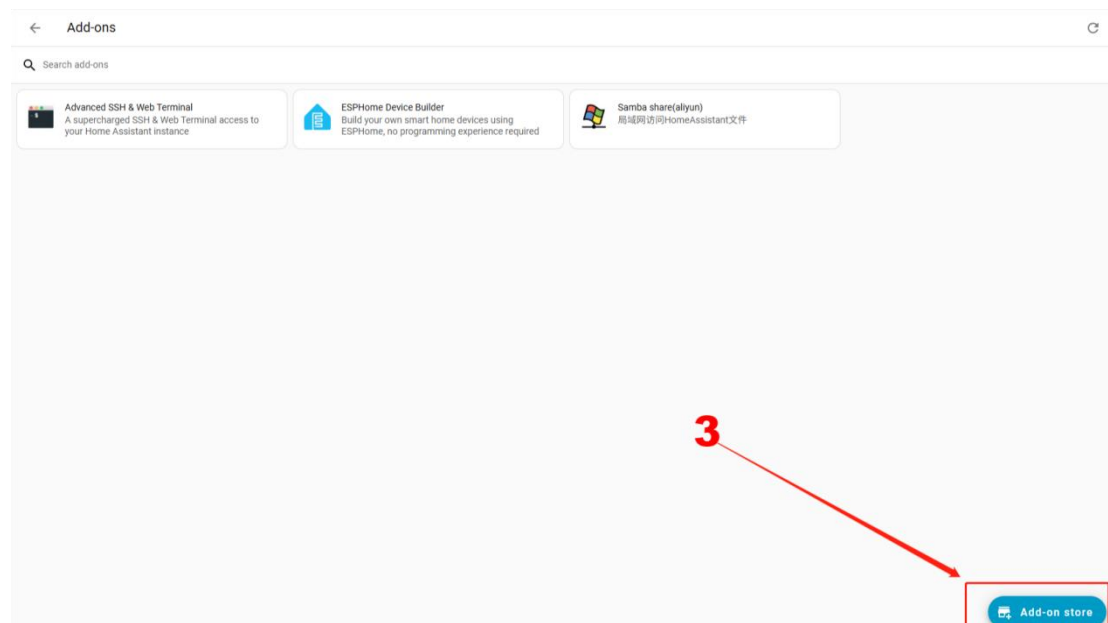 Add-ons
Search add-ons
Advanced SSH & Web Terminal
A supercharged SSH & Web Terminal access to
your Home Assistant instance
ESPHome Device Builder
Build your own smart home devices using
ESPHome, no programming experience required
Samba share(aliyun)
局域网访问HomeAssistant文件
3
Add-on store